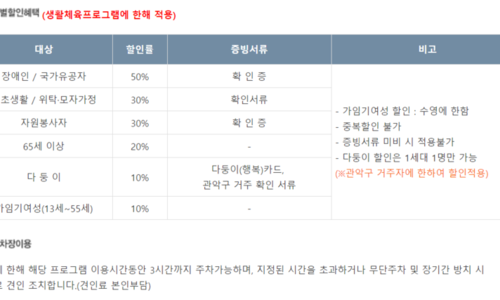 별할인혜택 (생활체육프로그램에 한해 적용)
대상 할인률 증빙서류 비고
장애인 / 국가유공자 50% 확 인 증
초생활 / 위탁·모자가정 30% 확인서류
자원봉사자 30% 확 인 증
65세 이상 20% -
다 둥 이 10% 다둥이(행복)카드,
관악구 거주 확인 서류
가임기여성(13세~55세) 10% -
- 가임기여성 할인 : 수영에 한함
- 중복할인 불가
- 증빙서류 미비 시 적용불가
- 다둥이 할인은 1세대 1명만 가능
(※관악구 거주자에 한하여 할인적용)
차장이용
에 한해 해당 프로그램 이용시간동안 3시간까지 주차가능하며, 지정된 시간을 초과하거나 무단주차 및 장기간 방치 시
로 견인 조치합니다.(견인료 본인부담)